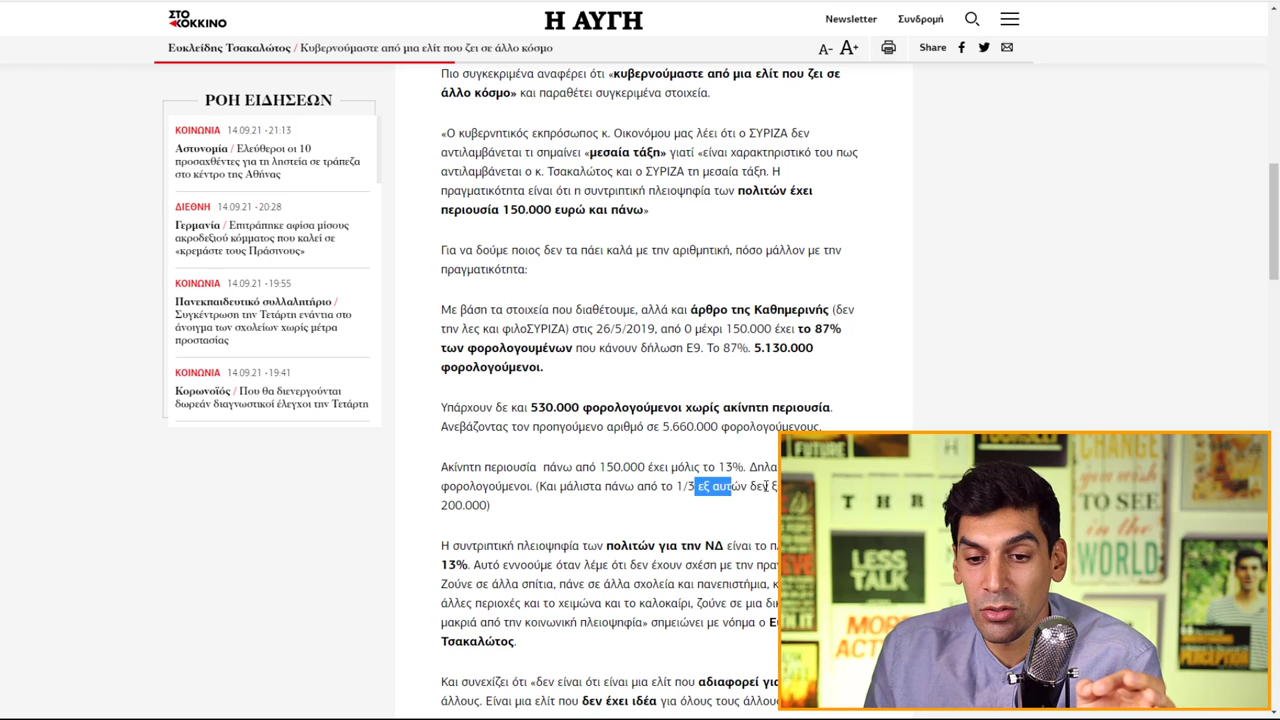 ΣΤΟ ΚΟΚΚΙΝΟ
Η ΑΥΓΗ
Newsletter
Συνδρομή
Ευκλείδης Τσακαλώτος / Κυβερνούμαστε από μια ελίτ που ζει σε άλλο κόσμο
A- A+
Share
ΡΟΗ ΕΙΔΗΣΕΩΝ
ΚΟΙΝΩΝΙΑ 14.09.21 • 21:13
Αστυνομία / Ελεύθεροι οι 10
προσαχθέντες για τη ληστεία σε τράπεζα
στο κέντρο της Αθήνας
ΔΙΕΘΝΗ 14.09.21 • 20:28
Γερμανία / Επιτράπηκε αφίσα μίσους
ακροδεξιού κόμματος που καλεί σε
«κρεμάστε τους Πράσινους»
ΚΟΙΝΩΝΙΑ 14.09.21 • 19:55
Πανεκπαιδευτικό συλλαλητήριο /
Συγκέντρωση την Τετάρτη ενάντια στο
άνοιγμα των σχολείων χωρίς μέτρα
προστασίας
ΚΟΙΝΩΝΙΑ 14.09.21 • 19:41
Κορωνοϊός / Που θα διενεργούνται
δωρεάν διαγνωστικοί έλεγχοι την Τετάρτη
Πιο συγκεκριμένα αναφέρει ότι «κυβερνούμαστε από μια ελίτ που ζει σε
άλλο κόσμο» και παραθέτει συγκεριμένα στοιχεία.
«Ο κυβερνητικός εκπρόσωπος κ. Οικονόμου μας λέει ότι ο ΣΥΡΙΖΑ δεν
αντιλαμβάνεται τι σημαίνει «μεσαία τάξη» γιατί «είναι χαρακτηριστικό του πως
αντιλαμβάνεται ο κ. Τσακαλώτος και ο ΣΥΡΙΖΑ τη μεσαία τάξη. Η
πραγματικότητα είναι ότι η συντριπτική πλειοψηφία των πολιτών έχει
περιουσία 150.000 ευρώ και πάνω»
Για να δούμε ποιος δεν τα πάει καλά με την αριθμητική, πόσο μάλλον με την
πραγματικότητα:
Με βάση τα στοιχεία που διαθέτουμε, αλλά και άρθρο της Καθημερινής (δεν
την λες και φιλοΣΥΡΙΖΑ) στις 26/5/2019, από 0 μέχρι 150.000 έχει το 87%
των φορολογουμένων που κάνουν δήλωση Ε9. Το 87%. 5.130.000
φορολογούμενοι.
Υπάρχουν δε και 530.000 φορολογούμενοι χωρίς ακίνητη περιουσία.
Ανεβάζοντας τον προηγούμενο αριθμό σε 5.660.000 φορολογούμενους.
Ακίνητη περιουσία πάνω από 150.000 έχει μόλις το 13%. Δηλα
φορολογούμενοι. (Και μάλιστα πάνω από το 1/3 εξ αυτών δεν ξ
200.000)
Η συντριπτική πλειοψηφία των πολιτών για την ΝΔ είναι το π
13%. Αυτό εννοούμε όταν λέμε ότι δεν έχουν σχέση με την πρα
Ζούνε σε άλλα σπίτια, πάνε σε άλλα σχολεία και πανεπιστήμια, κ
άλλες περιοχές και το χειμώνα και το καλοκαίρι, ζούνε σε μια δι
μακριά από την κοινωνική πλειοψηφία» σημειώνει με νόημα ο Ε
Τσακαλώτος.
Και συνεχίζει ότι «δεν είναι ότι είναι μια ελίτ που αδιαφορεί για
άλλους. Είναι μια ελίτ που δεν έχει ιδέα για όλους τους άλλους
FUTURE
THR
LESS
TALK
MORE
CHANGE
TO SEE
in the
WORLD
PERCEPTION